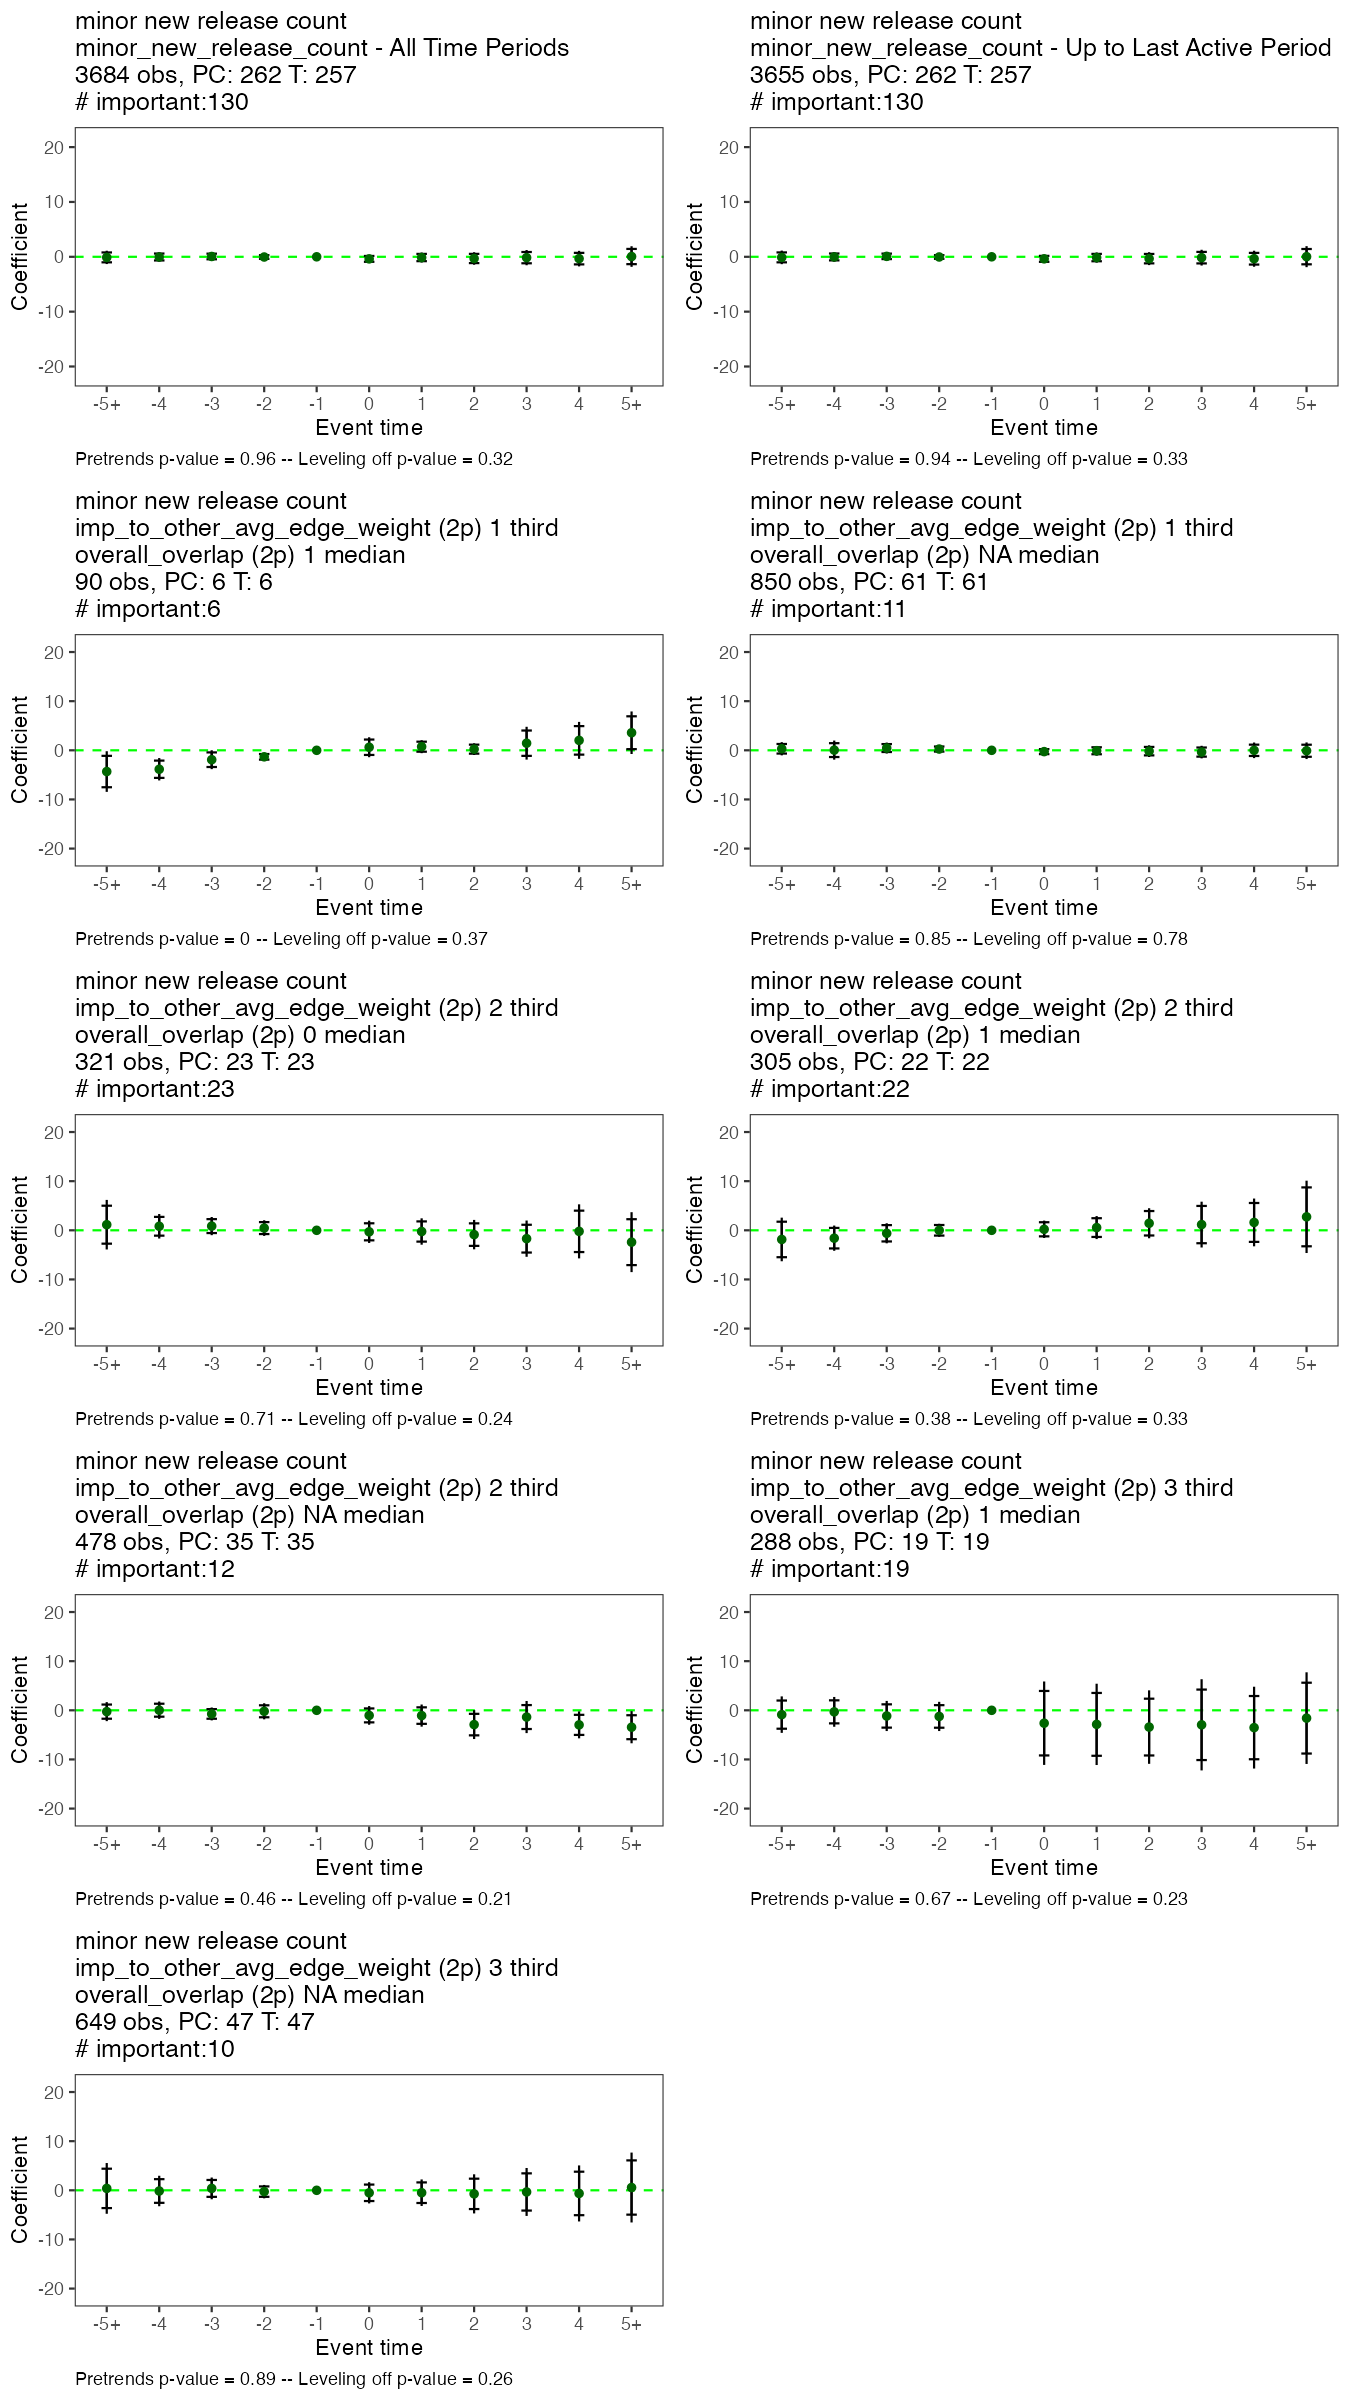 minor new release count
minor_new_release_count - All Time Periods
3684 obs, PC: 262 T: 257
# important:130
20
10
0
-10
-20
Coefficient
-5+ -4 -3 -2 -1 0 1 2 3 4 5+
Event time
Pretrends p-value = 0.96 -- Leveling off p-value = 0.32
minor new release count
minor_new_release_count - Up to Last Active Period
3655 obs, PC: 262 T: 257
# important:130
20
10
0
-10
-20
Coefficient
-5+ -4 -3 -2 -1 0 1 2 3 4 5+
Event time
Pretrends p-value = 0.94 -- Leveling off p-value = 0.33
minor new release count
imp_to_other_avg_edge_weight (2p) 1 third
overall_overlap (2p) 1 median
90 obs, PC: 6 T: 6
# important:6
20
10
0
-10
-20
Coefficient
-5+ -4 -3 -2 -1 0 1 2 3 4 5+
Event time
Pretrends p-value = 0 -- Leveling off p-value = 0.37
minor new release count
imp_to_other_avg_edge_weight (2p) 1 third
overall_overlap (2p) NA median
850 obs, PC: 61 T: 61
# important:11
20
10
0
-10
-20
Coefficient
-5+ -4 -3 -2 -1 0 1 2 3 4 5+
Event time
Pretrends p-value = 0.85 -- Leveling off p-value = 0.78
minor new release count
imp_to_other_avg_edge_weight (2p) 2 third
overall_overlap (2p) 0 median
321 obs, PC: 23 T: 23
# important:23
20
10
0
-10
-20
Coefficient
-5+ -4 -3 -2 -1 0 1 2 3 4 5+
Event time
Pretrends p-value = 0.71 -- Leveling off p-value = 0.24
minor new release count
imp_to_other_avg_edge_weight (2p) 2 third
overall_overlap (2p) 1 median
305 obs, PC: 22 T: 22
# important:22
20
10
0
-10
-20
Coefficient
-5+ -4 -3 -2 -1 0 1 2 3 4 5+
Event time
Pretrends p-value = 0.38 -- Leveling off p-value = 0.33
minor new release count
imp_to_other_avg_edge_weight (2p) 2 third
overall_overlap (2p) NA median
478 obs, PC: 35 T: 35
# important:12
20
10
0
-10
-20
Coefficient
-5+ -4 -3 -2 -1 0 1 2 3 4 5+
Event time
Pretrends p-value = 0.46 -- Leveling off p-value = 0.21
minor new release count
imp_to_other_avg_edge_weight (2p) 3 third
overall_overlap (2p) 1 median
288 obs, PC: 19 T: 19
# important:19
20
10
0
-10
-20
Coefficient
-5+ -4 -3 -2 -1 0 1 2 3 4 5+
Event time
Pretrends p-value = 0.67 -- Leveling off p-value = 0.23
minor new release count
imp_to_other_avg_edge_weight (2p) 3 third
overall_overlap (2p) NA median
649 obs, PC: 47 T: 47
# important:10
20
10
0
-10
-20
Coefficient
-5+ -4 -3 -2 -1 0 1 2 3 4 5+
Event time
Pretrends p-value = 0.89 -- Leveling off p-value = 0.26